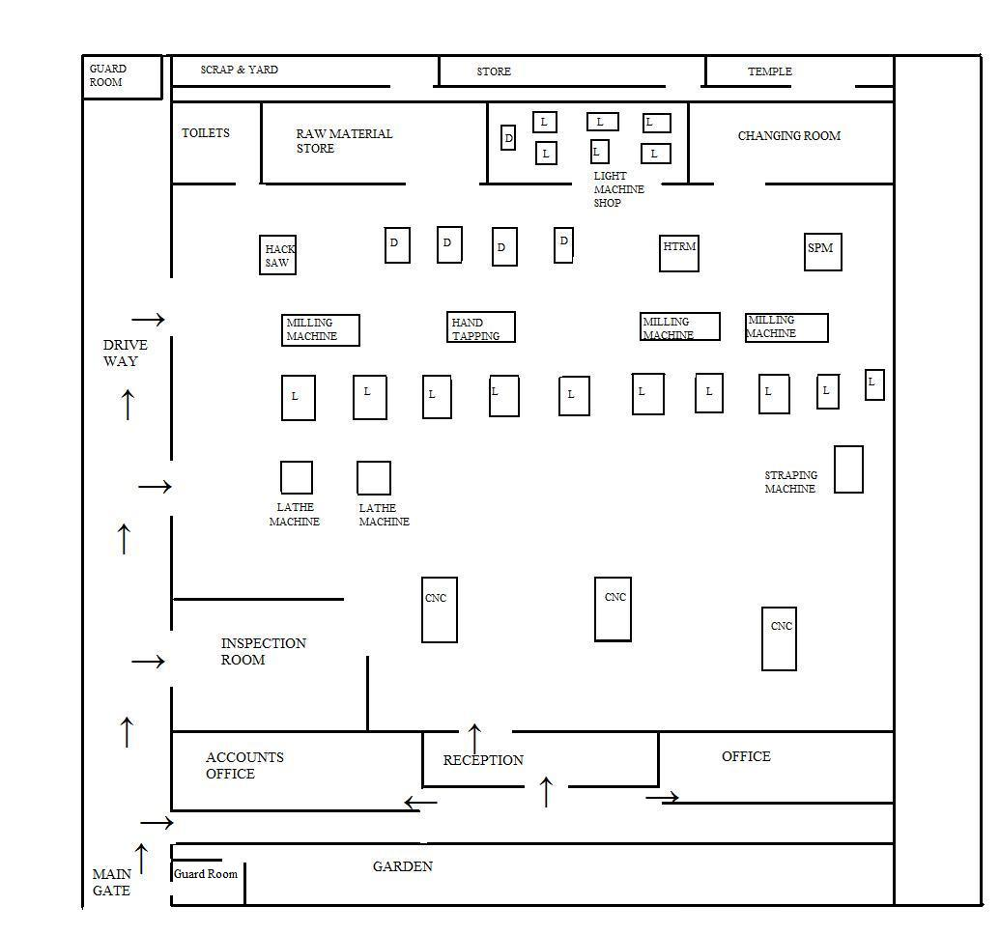 GUARD
ROOM
SCRAP & YARD
STORE
TEMPLE
TOILETS
RAW MATERIAL
STORE
D
L
L
L
L
L
L
LIGHT
MACHINE
SHOP
CHANGING ROOM
HACK
SAW
D
D
D
D
HTRM
SPM
DRIVE
WAY
MILLING
MACHINE
HAND
TAPPING
MILLING
MACHINE
MILLING
MACHINE
L
L
L
L
L
L
L
L
L
L
LATHE
MACHINE
LATHE
MACHINE
STRAPING
MACHINE
CNC
CNC
CNC
INSPECTION
ROOM
ACCOUNTS
OFFICE
RECEPTION
OFFICE
MAIN
GATE
Guard Room
GARDEN